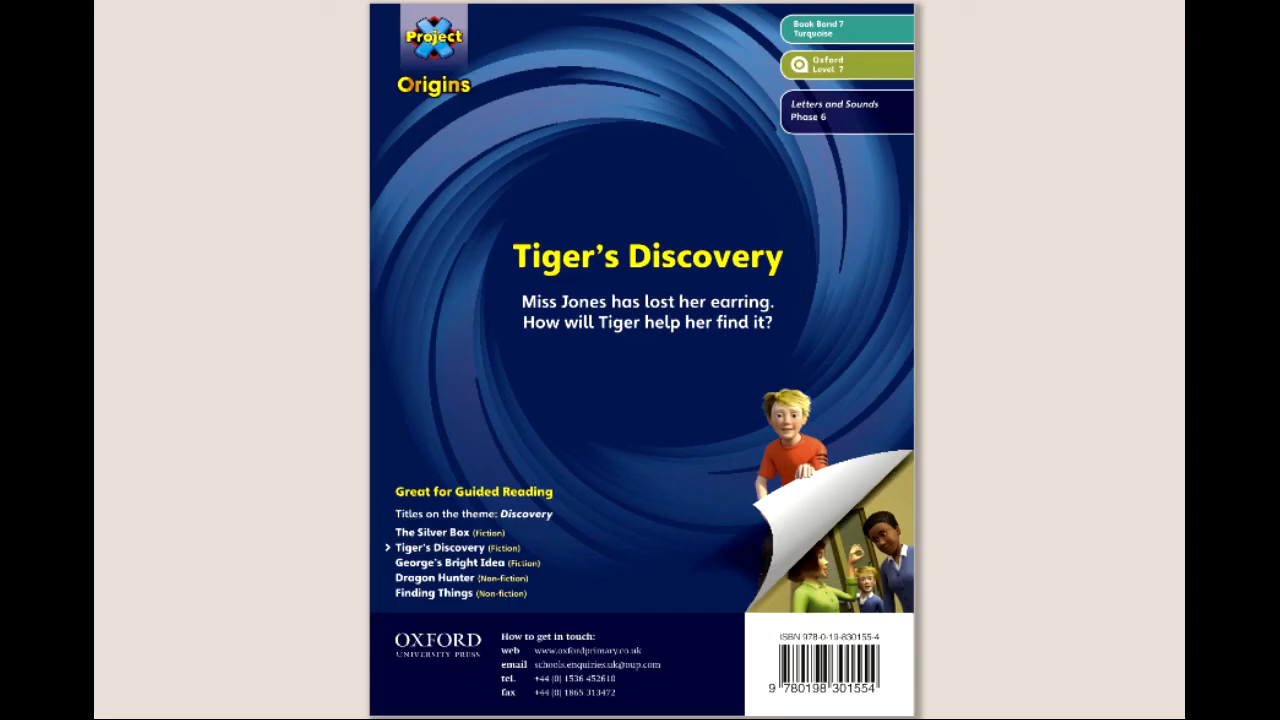 Project
Origins
Book Band 7
Turquoise
Oxford
Level 7
Letters and Sounds
Phase 6
Tiger's Discovery
Miss Jones has lost her earring.
How will Tiger help her find it?
Great for Guided Reading
Titles on the theme: Discovery
The Silver Box (Fiction)
Tiger's Discovery (Fiction)
George's Bright Idea (Fiction)
Dragon Hunter (Non-fiction)
Finding Things (Non-fiction)
OXFORD
UNIVERSITY PRESS
How to get in touch:
web www.oxfordprimary.co.uk
email schools.enquiries.uk@oup.com
tel. +44 (0) 1536 452610
fax +44 (0) 1865 313472
ISBN 978-0-19-830155-4
9 780198 301554